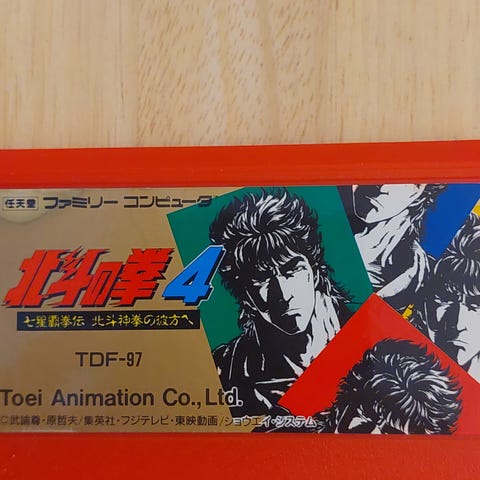 任天堂 ファミリー コンピュータ
北斗の拳4
七星覇拳伝 北斗神拳の彼方へ
TDF-97
Toei Animation Co., Ltd.
©武論尊・原哲夫/集英社・フジテレビ・東映動画/ショウエイ・システム